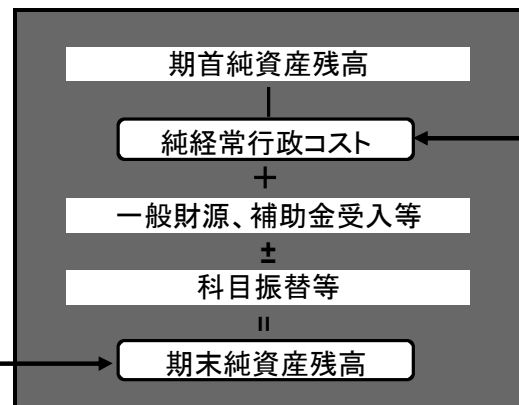 期首純資産残高
―
純経常行政コスト
＋
一般財源、補助金受入等
±
科目振替等
＝
期末純資産残高